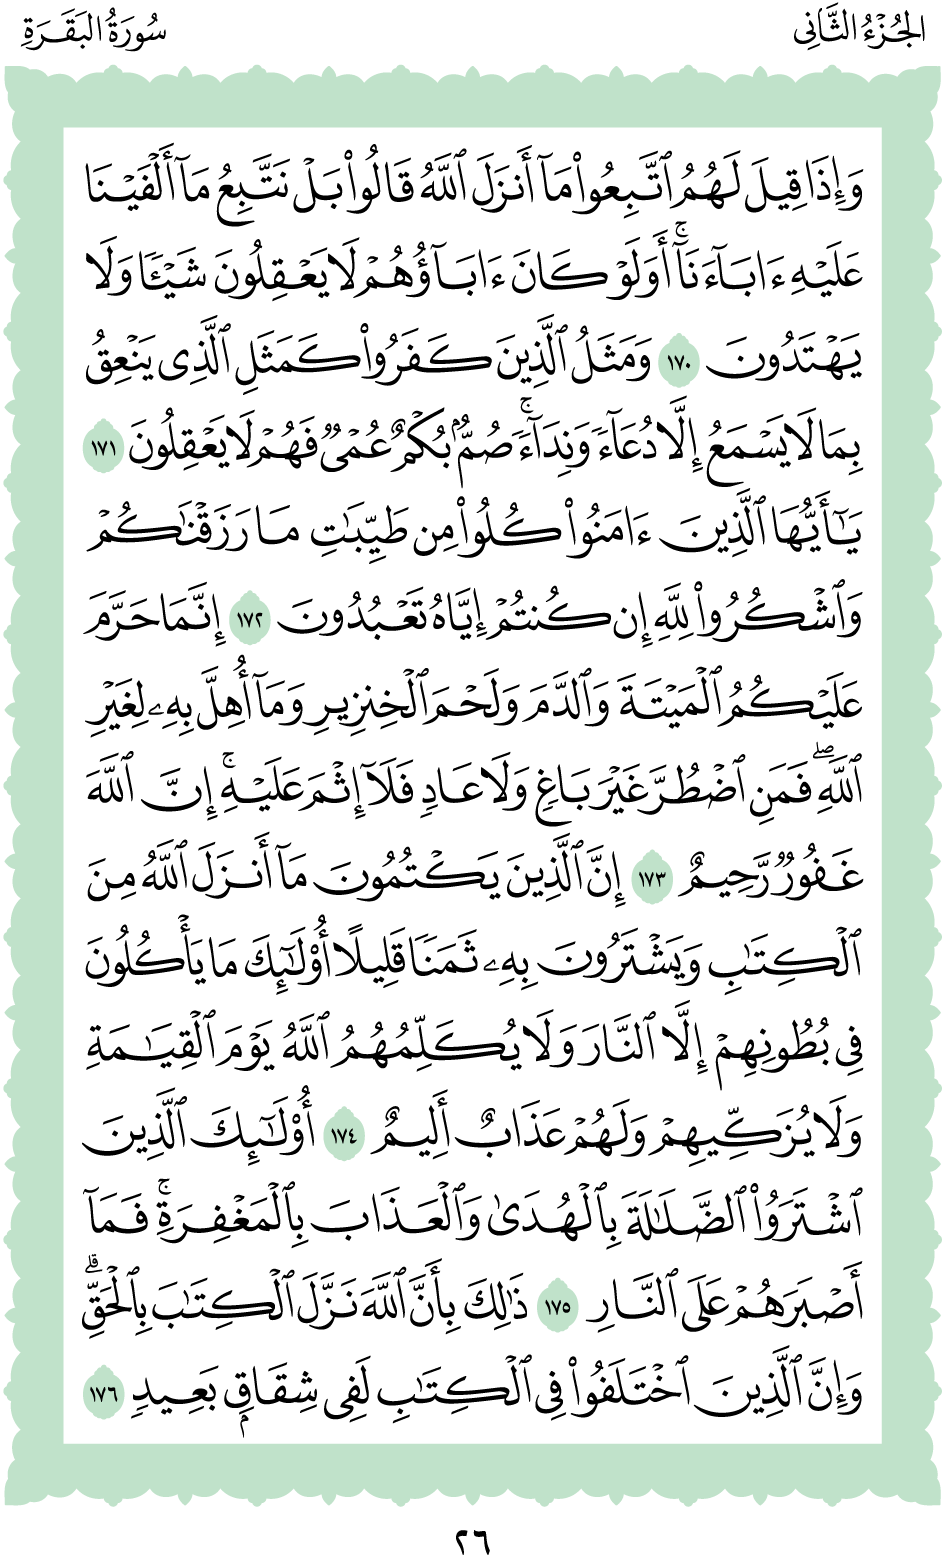 الجُزْءُ الثَّانِي
سُورَةُ البَقَرَةِ
وَإِذَا قِيلَ لَهُمُ ٱتَّبِعُواْ مَآ أَنزَلَ ٱللَّهُ قَالُواْ بَلۡ نَتَّبِعُ مَآ أَلۡفَيۡنَا
عَلَيۡهِ ءَابَآءَنَآۚ أَوَلَوۡ كَانَ ءَابَآؤُهُمۡ لَا يَعۡقِلُونَ شَيۡـٔٗا وَلَا
يَهۡتَدُونَ ١٧٠ وَمَثَلُ ٱلَّذِينَ كَفَرُواْ كَمَثَلِ ٱلَّذِي يَنۡعِقُ
بِمَا لَا يَسۡمَعُ إِلَّا دُعَآءٗ وَنِدَآءٗۚ صُمُّۢ بُكۡمٌ عُمۡيٞ فَهُمۡ لَا يَعۡقِلُونَ ١٧١
يَٰٓأَيُّهَا ٱلَّذِينَ ءَامَنُواْ كُلُواْ مِن طَيِّبَٰتِ مَا رَزَقۡنَٰكُمۡ
وَٱشۡكُرُواْ لِلَّهِ إِن كُنتُمۡ إِيَّاهُ تَعۡبُدُونَ ١٧٢ إِنَّمَا حَرَّمَ
عَلَيۡكُمُ ٱلۡمَيۡتَةَ وَٱلدَّمَ وَلَحۡمَ ٱلۡخِنزِيرِ وَمَآ أُهِلَّ بِهِۦ لِغَيۡرِ
ٱللَّهِۖ فَمَنِ ٱضۡطُرَّ غَيۡرَ بَاغٖ وَلَا عَادٖ فَلَآ إِثۡمَ عَلَيۡهِۚ إِنَّ ٱللَّهَ
غَفُورٞ رَّحِيمٌ ١٧٣ إِنَّ ٱلَّذِينَ يَكۡتُمُونَ مَآ أَنزَلَ ٱللَّهُ مِنَ
ٱلۡكِتَٰبِ وَيَشۡتَرُونَ بِهِۦ ثَمَنٗا قَلِيلًا أُوْلَٰٓئِكَ مَا يَأۡكُلُونَ
فِي بُطُونِهِمۡ إِلَّا ٱلنَّارَ وَلَا يُكَلِّمُهُمُ ٱللَّهُ يَوۡمَ ٱلۡقِيَٰمَةِ
وَلَا يُزَكِّيهِمۡ وَلَهُمۡ عَذَابٌ أَلِيمٌ ١٧٤ أُوْلَٰٓئِكَ ٱلَّذِينَ
ٱشۡتَرَوُاْ ٱلضَّلَٰلَةَ بِٱلۡهُدَىٰ وَٱلۡعَذَابَ بِٱلۡمَغۡفِرَةِۚ فَمَآ
أَصۡبَرَهُمۡ عَلَى ٱلنَّارِ ١٧٥ ذَٰلِكَ بِأَنَّ ٱللَّهَ نَزَّلَ ٱلۡكِتَٰبَ بِٱلۡحَقِّۗ
وَإِنَّ ٱلَّذِينَ ٱخۡتَلَفُواْ فِي ٱلۡكِتَٰبِ لَفِي شِقَاقِۭ بَعِيدٖ ١٧٦
٢٦